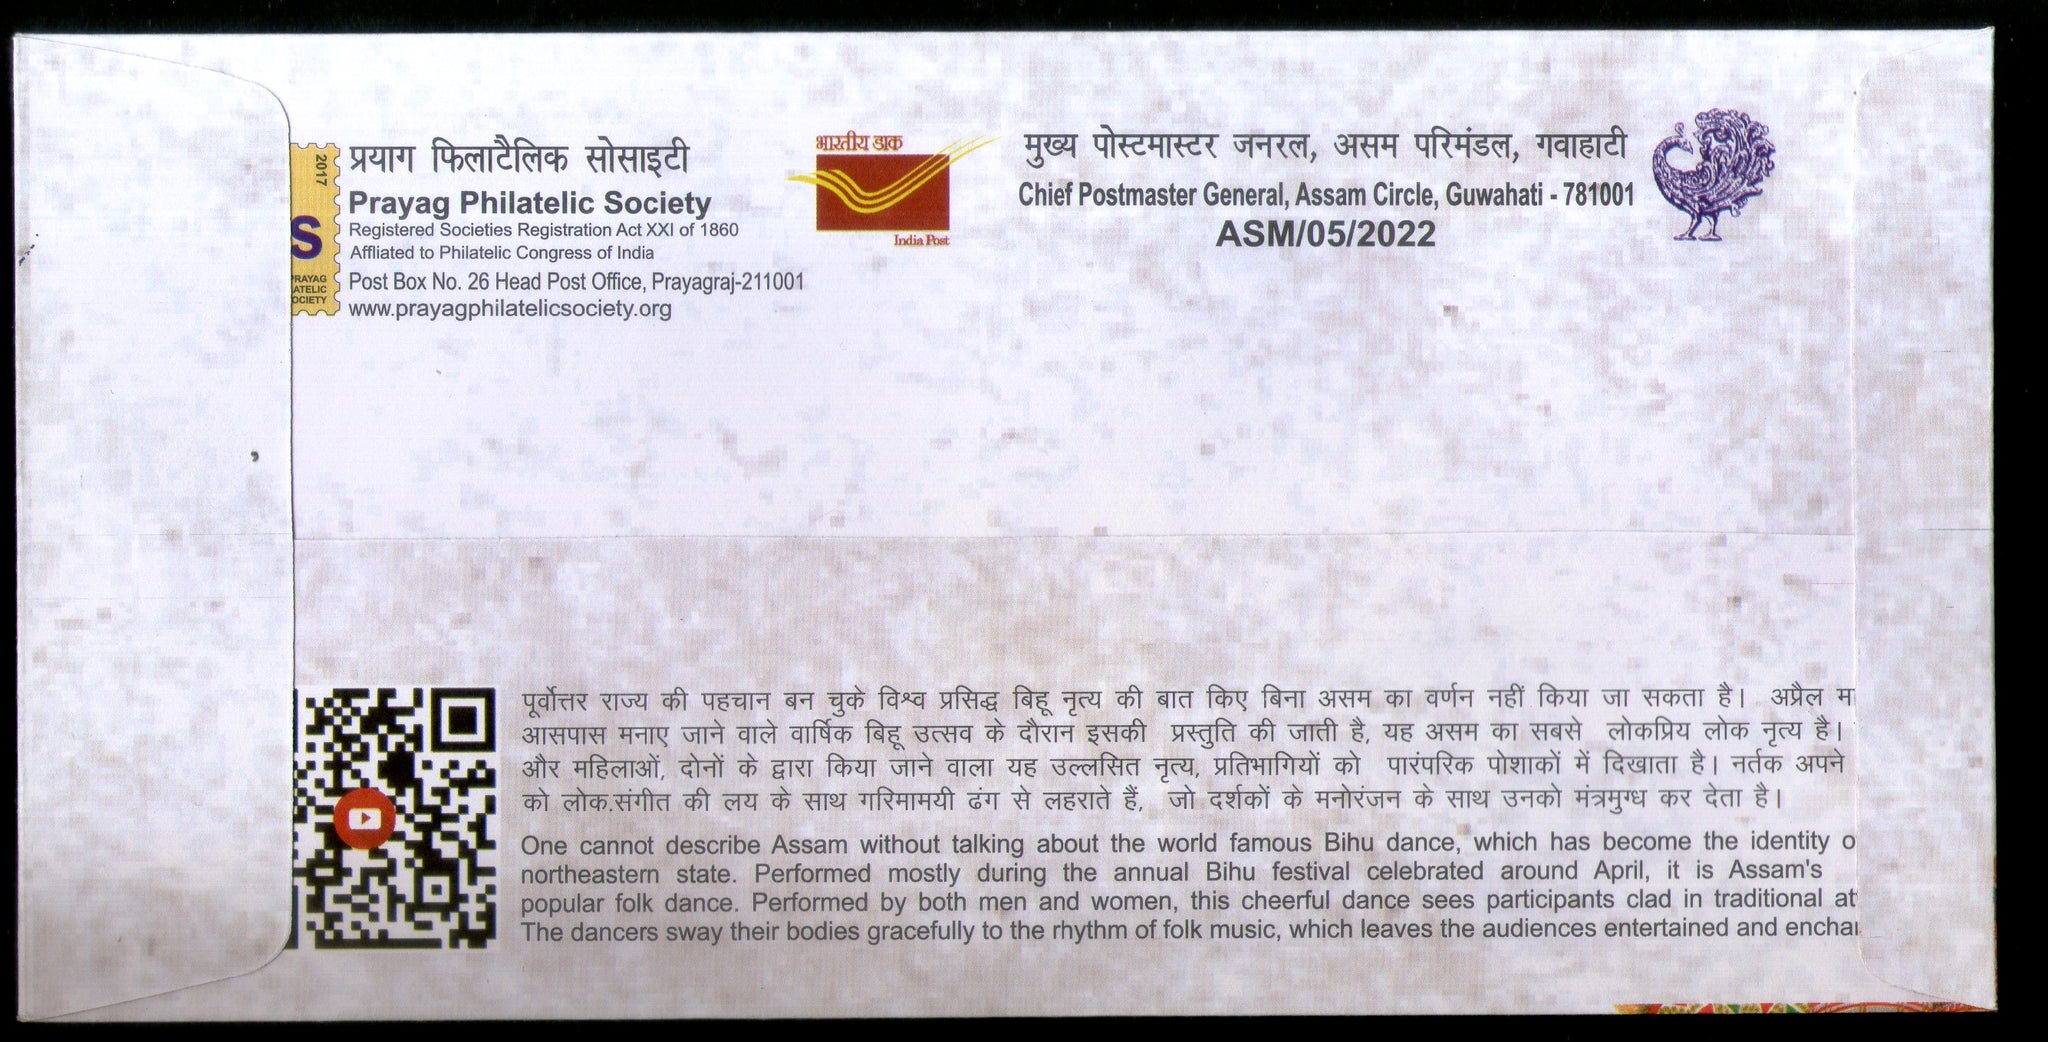 2017
S
RAYAG
ATELIC
OCIETY
प्रयाग फिलाटैलिक सोसाइटी
Prayag Philatelic Society
Registered Societies Registration Act XXI of 1860
Affliated to Philatelic Congress of India
Post Box No. 26 Head Post Office, Prayagraj-211001
www.prayagphilatelicsociety.org
भारतीय डाक
India Post
मुख्य पोस्टमास्टर जनरल, असम परिमंडल, गवाहाटी
Chief Postmaster General, Assam Circle, Guwahati - 781001
ASM/05/2022
पूर्वोत्तर राज्य की पहचान बन चुके विश्व प्रसिद्ध बिहू नृत्य की बात किए बिना असम का वर्णन नहीं किया जा सकता है। अप्रैल
आसपास मनाए जाने वाले वार्षिक बिहू उत्सव के दौरान इसकी प्रस्तुति की जाती है, यह असम का सबसे लोकप्रिय लोक नृत्य है।
और महिलाओं, दोनों के द्वारा किया जाने वाला यह उल्लसित नृत्य, प्रतिभागियों को पारंपरिक पोशाकों में दिखाता है। नर्तक अपने
को लोक.संगीत की लय के साथ गरिमामयी ढंग से लहराते हैं, जो दर्शकों के मनोरंजन के साथ उनको मंत्रमुग्ध कर देता है।
One cannot describe Assam without talking about the world famous Bihu dance, which has become the identity
northeastern state. Performed mostly during the annual Bihu festival celebrated around April, it is Assam's
popular folk dance. Performed by both men and women, this cheerful dance sees participants clad in traditional
The dancers sway their bodies gracefully to the rhythm of folk music, which leaves the audiences entertained and